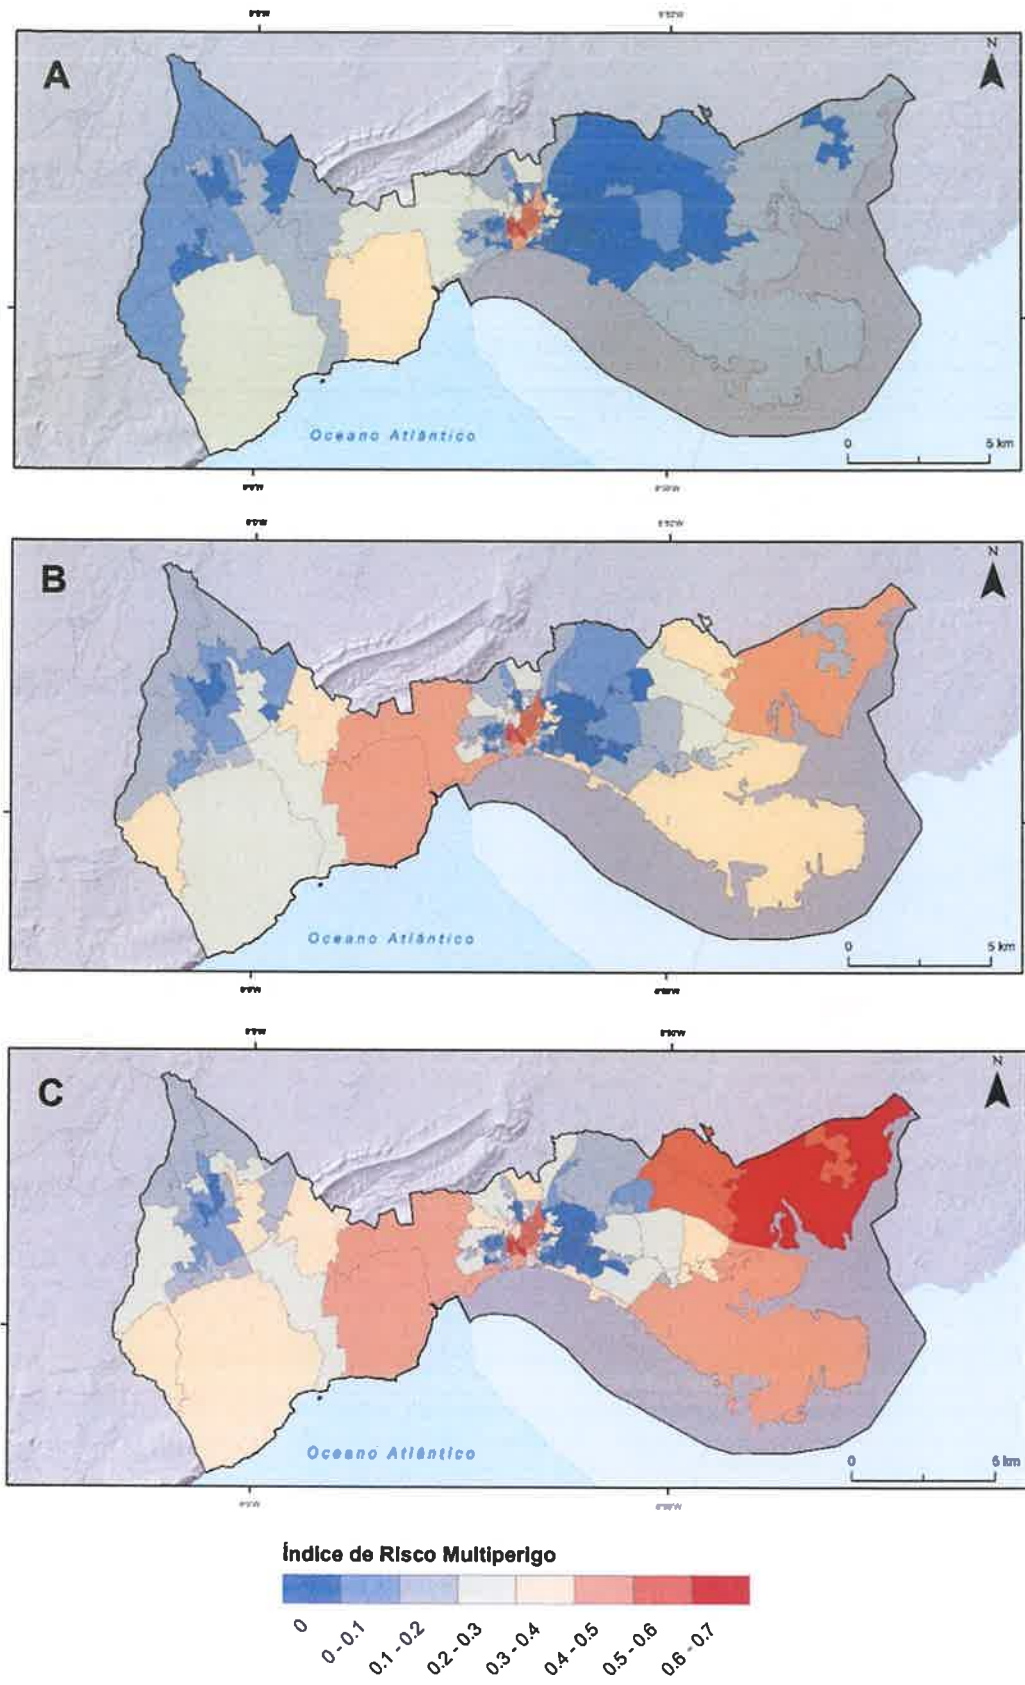 A
N
Oceano Atlântico
0 5 km
B
N
Oceano Atlântico
0 5 km
C
N
Oceano Atlântico
0 5 km
Índice de Risco Multiperigo
0
0 - 0.1
0.1 - 0.2
0.2 - 0.3
0.3 - 0.4
0.4 - 0.5
0.5 - 0.6
0.6 - 0.7